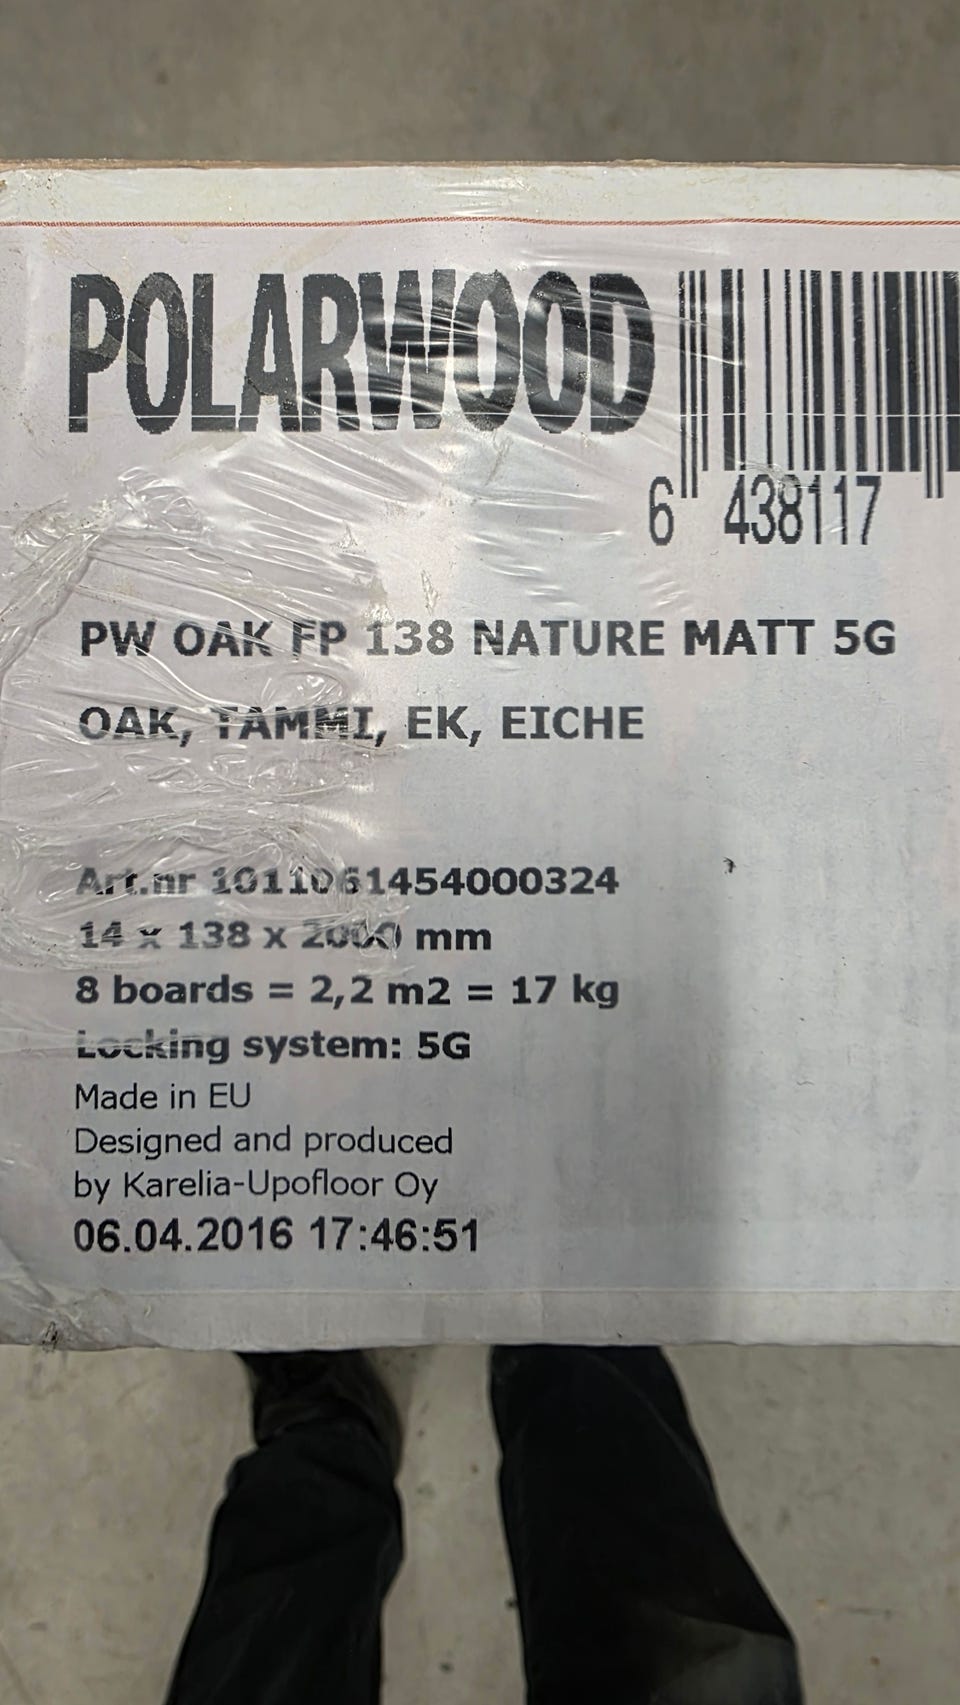 POLARWOOD
6 438117
PW OAK FP 138 NATURE MATT 5G
OAK, TAMMI, EK, EICHE
Art.nr 1011061454000324
14 x 138 x 2000 mm
8 boards = 2,2 m2 = 17 kg
Locking system: 5G
Made in EU
Designed and produced
by Karelia-Upofloor Oy
06.04.2016 17:46:51